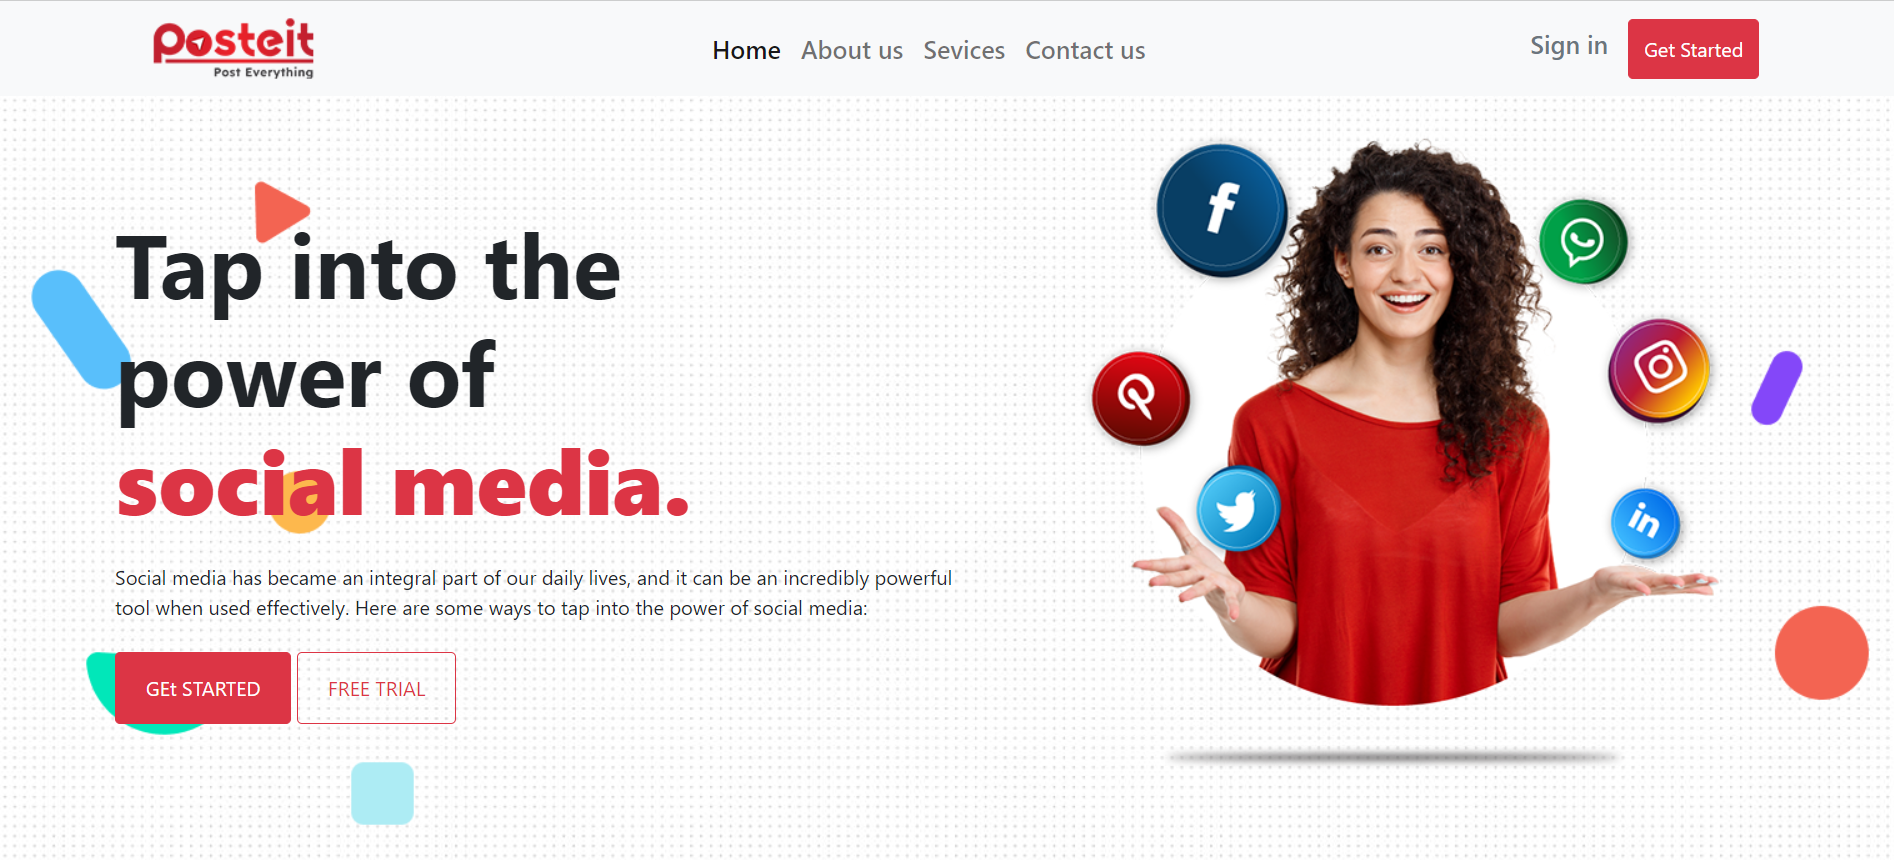 Posteit
Post Everything
Home About us Sevices Contact us
Sign in Get Started
Tap into the
power of
social media.
Social media has became an integral part of our daily lives, and it can be an incredibly powerful
tool when used effectively. Here are some ways to tap into the power of social media:
GEt STARTED FREE TRIAL
f
in